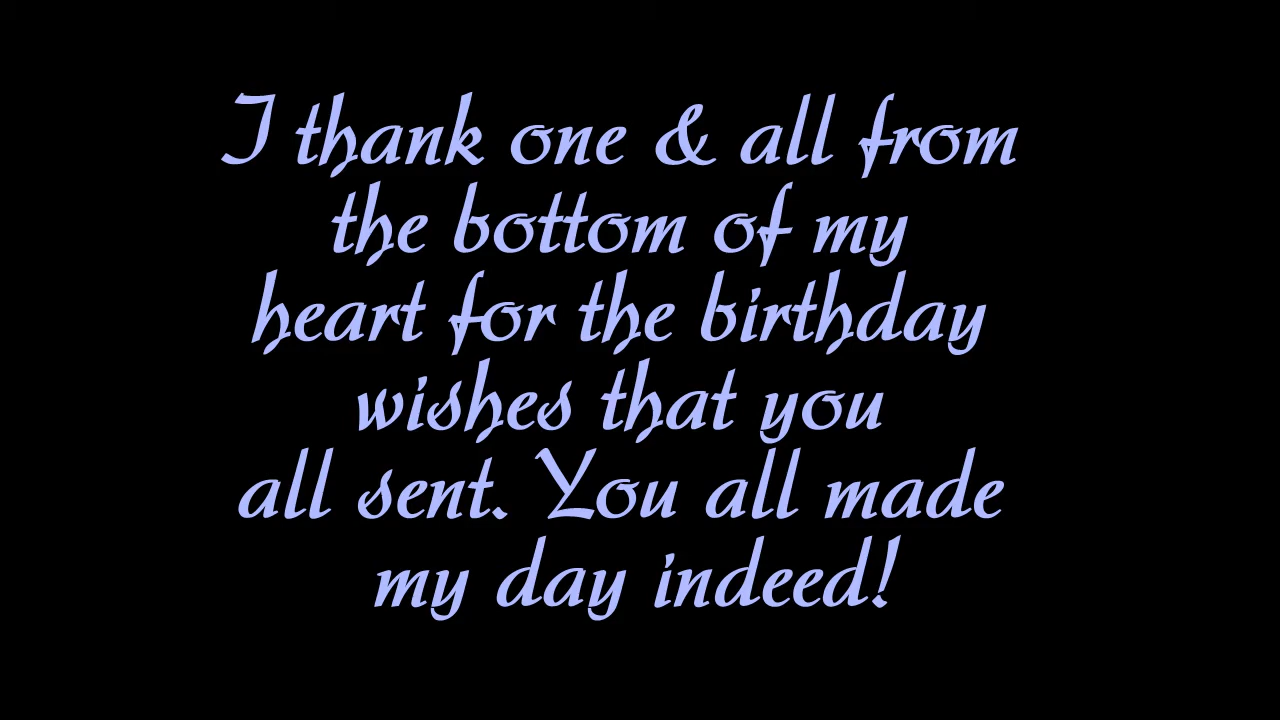 I thank one & all from
the bottom of my
heart for the birthday
wishes that you
all sent. You all made
my day indeed!